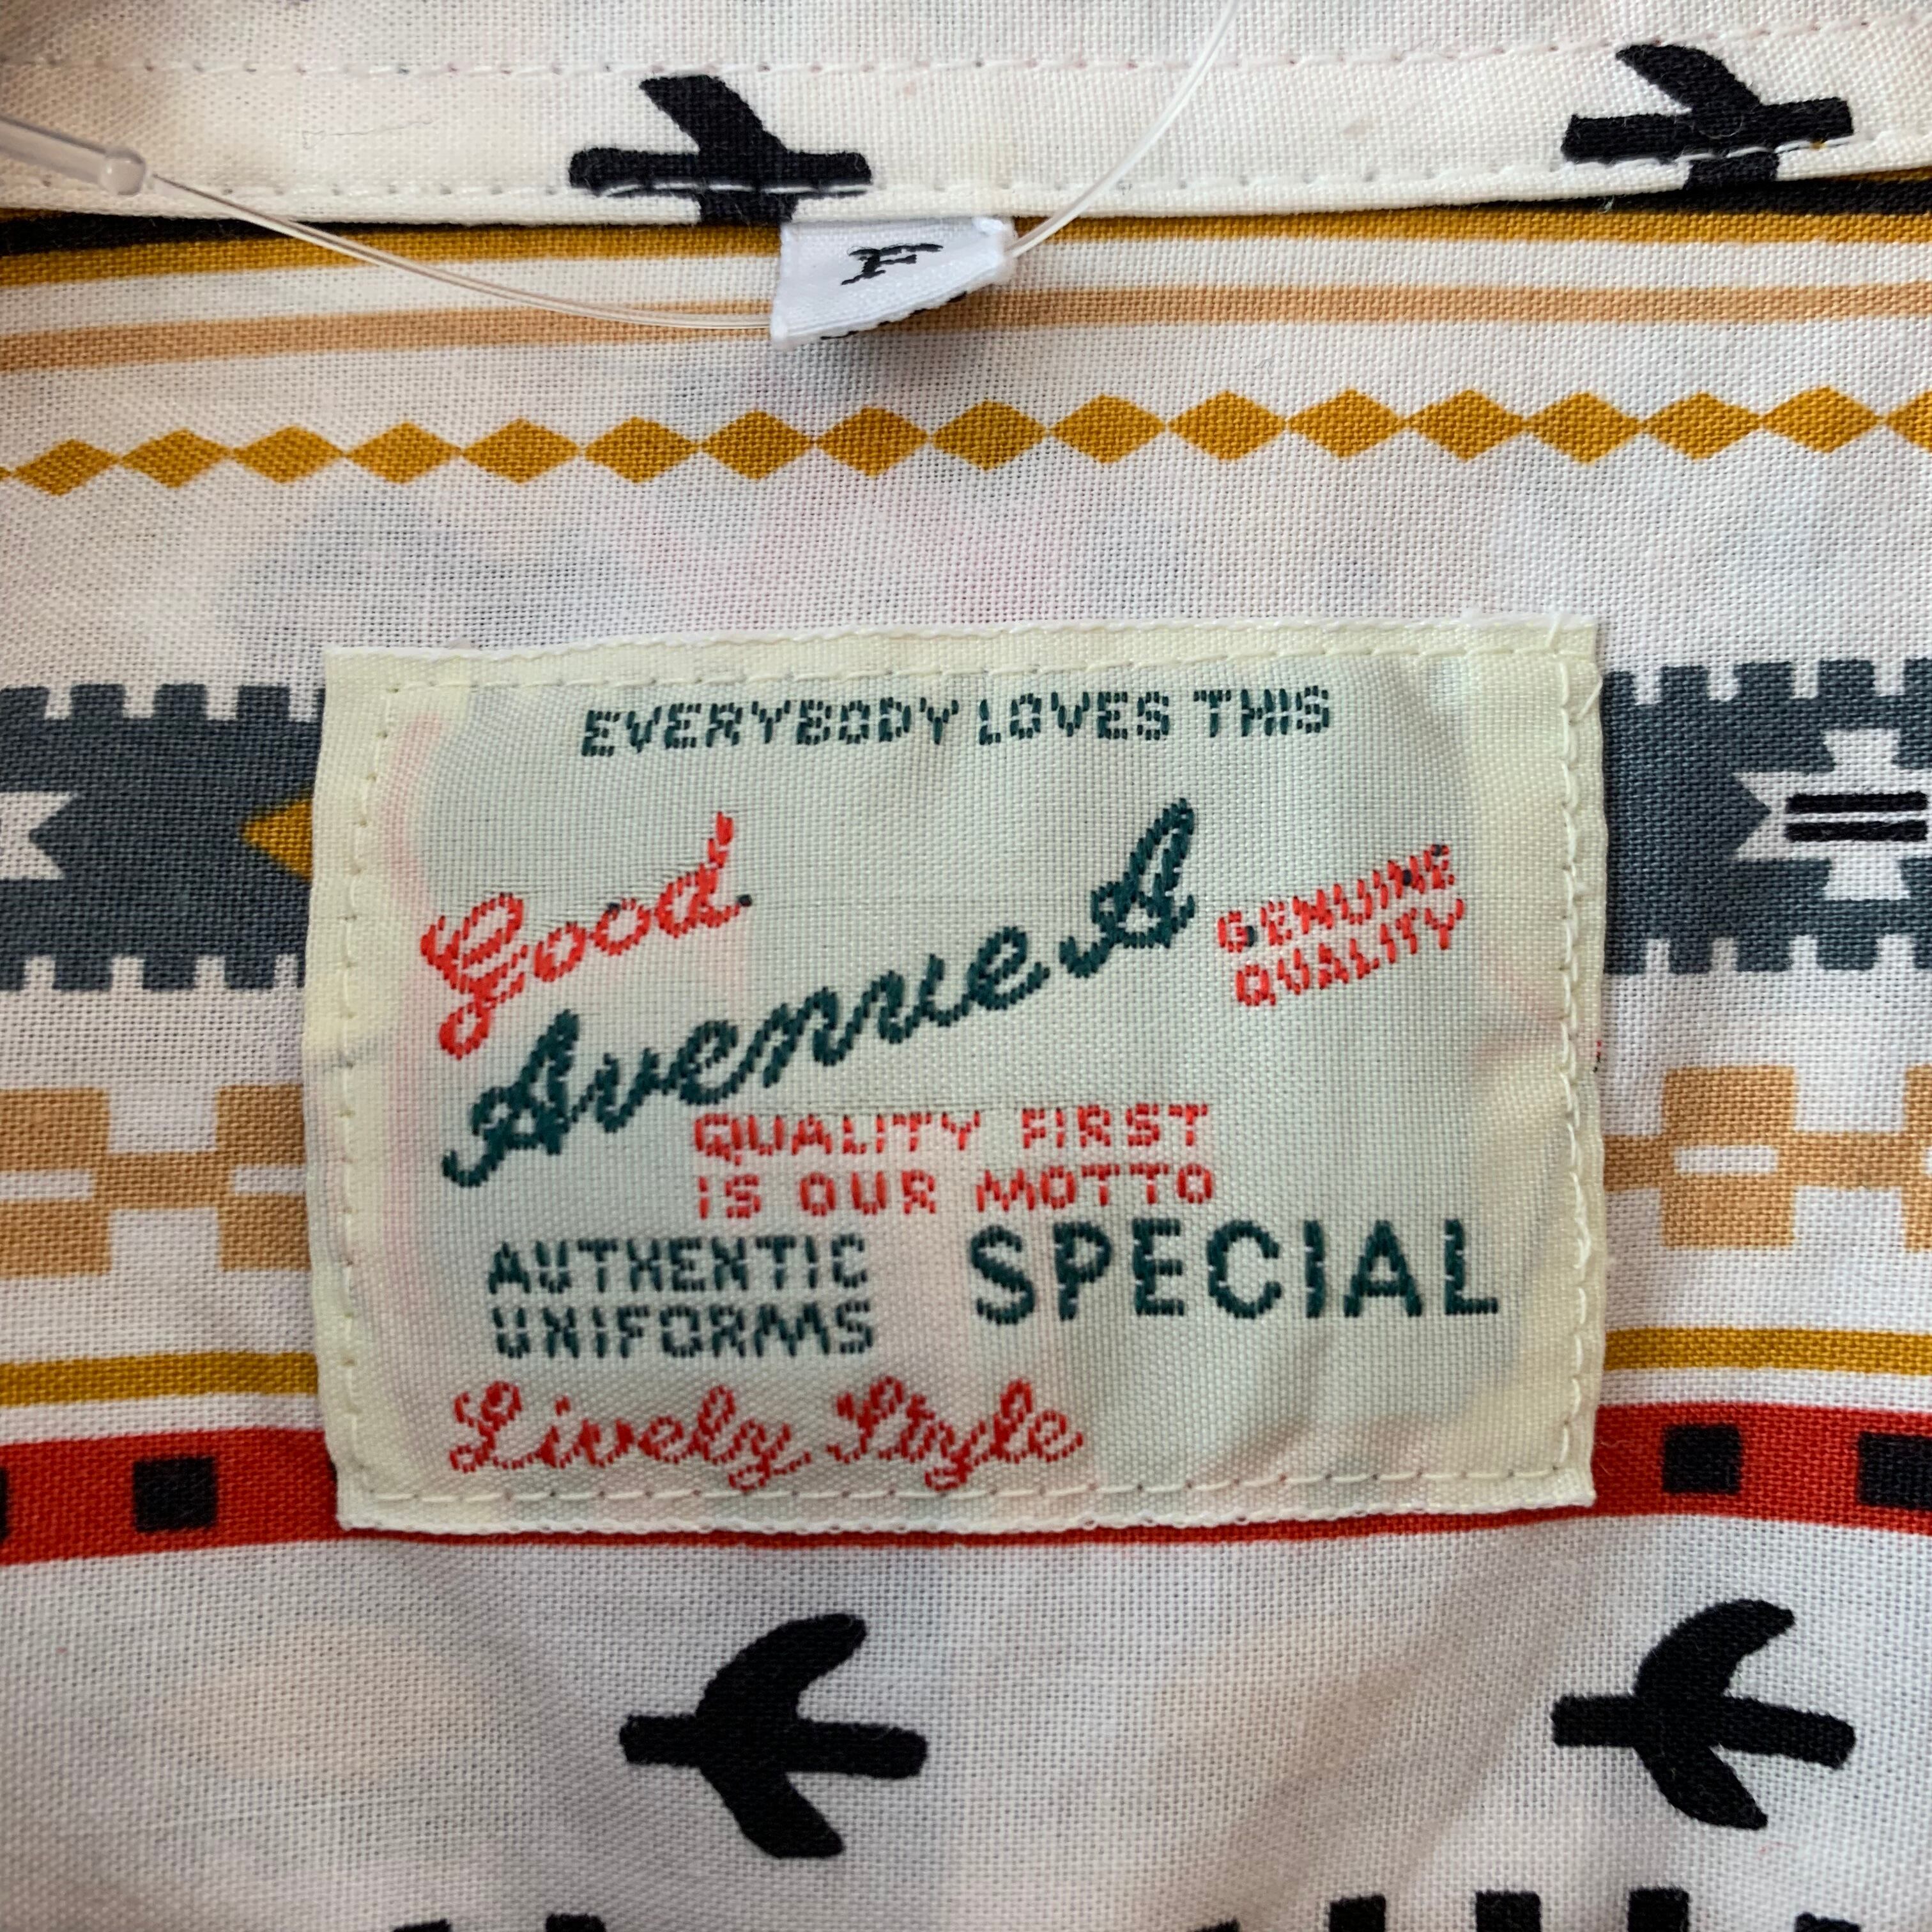 EVERYBODY LOVES THIS
Good
Avenue A
GENUINE
QUALITY
QUALITY FIRST
IS OUR MOTTO
AUTHENTIC
UNIFORMS
SPECIAL
Lively Style